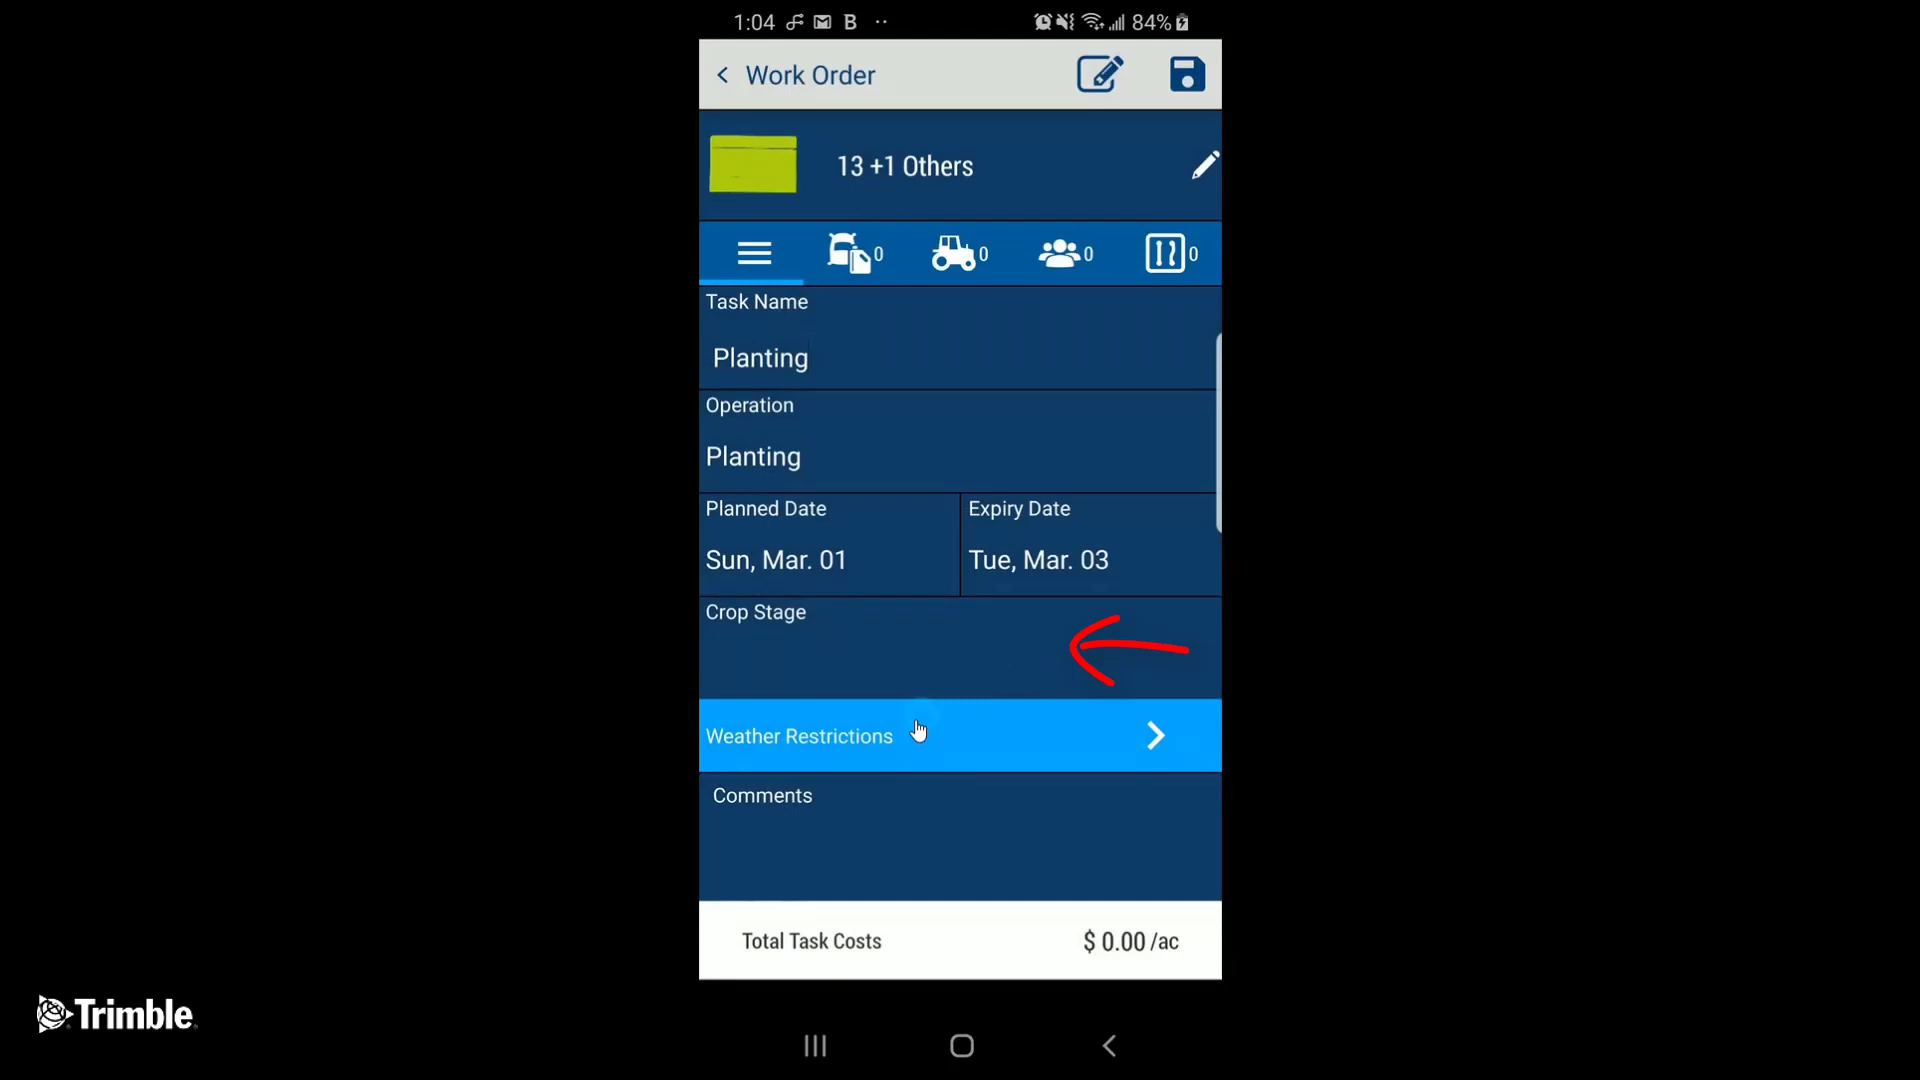 1:04 B 84%
Work Order
13 +1 Others
0 0 0 0
Task Name
Planting
Operation
Planting
Planned Date Expiry Date
Sun, Mar. 01 Tue, Mar. 03
Crop Stage
Weather Restrictions
Comments
Total Task Costs $ 0.00 /ac
Trimble